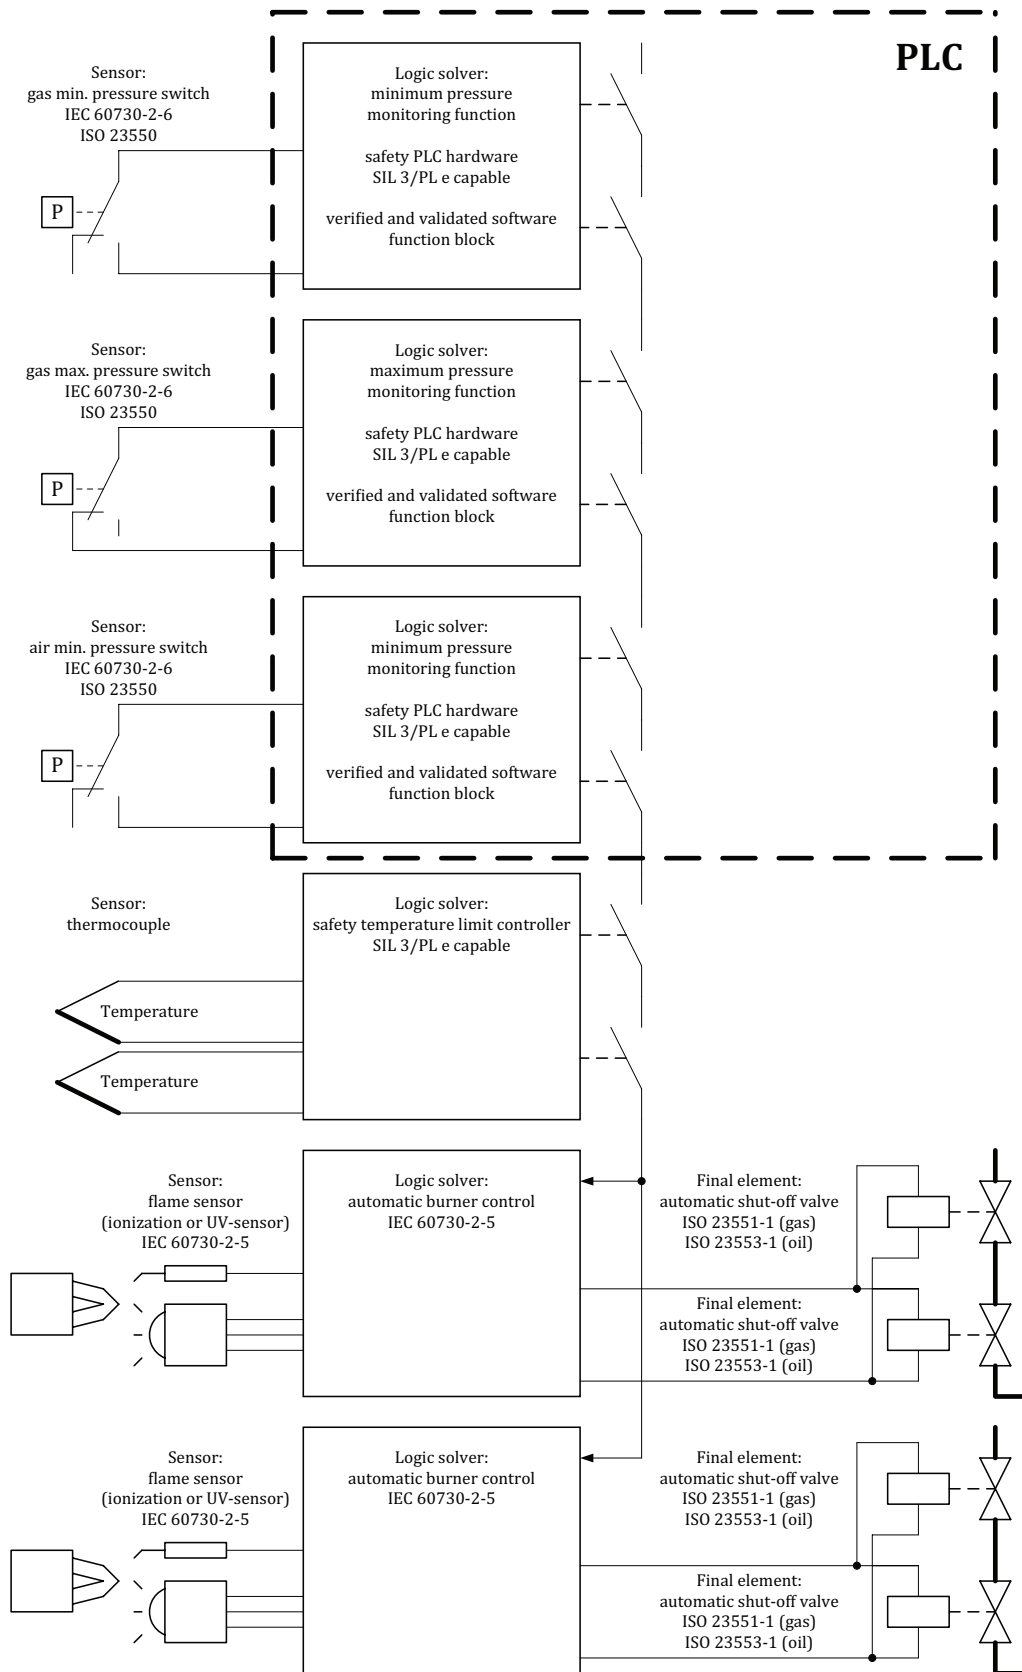 PLC
Sensor:
gas min. pressure switch
IEC 60730-2-6
ISO 23550
P
Logic solver:
minimum pressure
monitoring function
safety PLC hardware
SIL 3/PL e capable
verified and validated software
function block
Sensor:
gas max. pressure switch
IEC 60730-2-6
ISO 23550
P
Logic solver:
maximum pressure
monitoring function
safety PLC hardware
SIL 3/PL e capable
verified and validated software
function block
Sensor:
air min. pressure switch
IEC 60730-2-6
ISO 23550
P
Logic solver:
minimum pressure
monitoring function
safety PLC hardware
SIL 3/PL e capable
verified and validated software
function block
Sensor:
thermocouple
Temperature
Temperature
Logic solver:
safety temperature limit controller
SIL 3/PL e capable
Sensor:
flame sensor
(ionization or UV-sensor)
IEC 60730-2-5
Logic solver:
automatic burner control
IEC 60730-2-5
Final element:
automatic shut-off valve
ISO 23551-1 (gas)
ISO 23553-1 (oil)
Final element:
automatic shut-off valve
ISO 23551-1 (gas)
ISO 23553-1 (oil)
Sensor:
flame sensor
(ionization or UV-sensor)
IEC 60730-2-5
Logic solver:
automatic burner control
IEC 60730-2-5
Final element:
automatic shut-off valve
ISO 23551-1 (gas)
ISO 23553-1 (oil)
Final element:
automatic shut-off valve
ISO 23551-1 (gas)
ISO 23553-1 (oil)